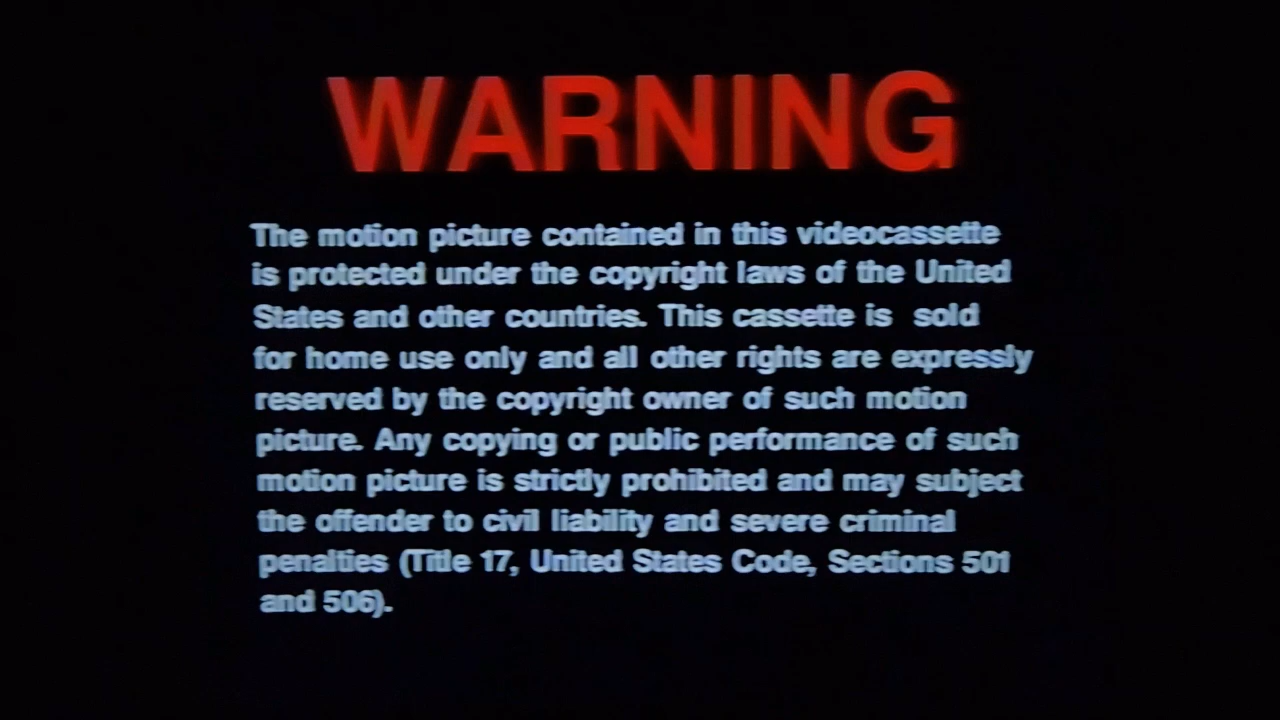 WARNING
The motion picture contained in this videocassette
is protected under the copyright laws of the United
States and other countries. This cassette is sold
for home use only and all other rights are expressly
reserved by the copyright owner of such motion
picture. Any copying or public performance of such
motion picture is strictly prohibited and may subject
the offender to civil liability and severe criminal
penalties (Title 17, United States Code, Sections 501
and 506).